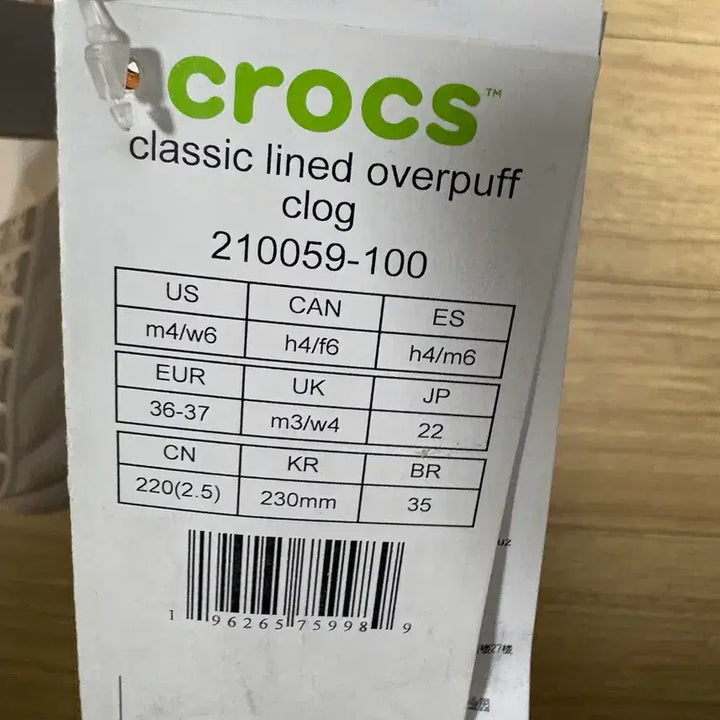 crocs™
classic lined overpuff
clog
210059-100
US CAN ES
m4/w6 h4/f6 h4/m6
EUR UK JP
36-37 m3/w4 22
CN KR BR
220(2.5) 230mm 35
1 96265 75998 9